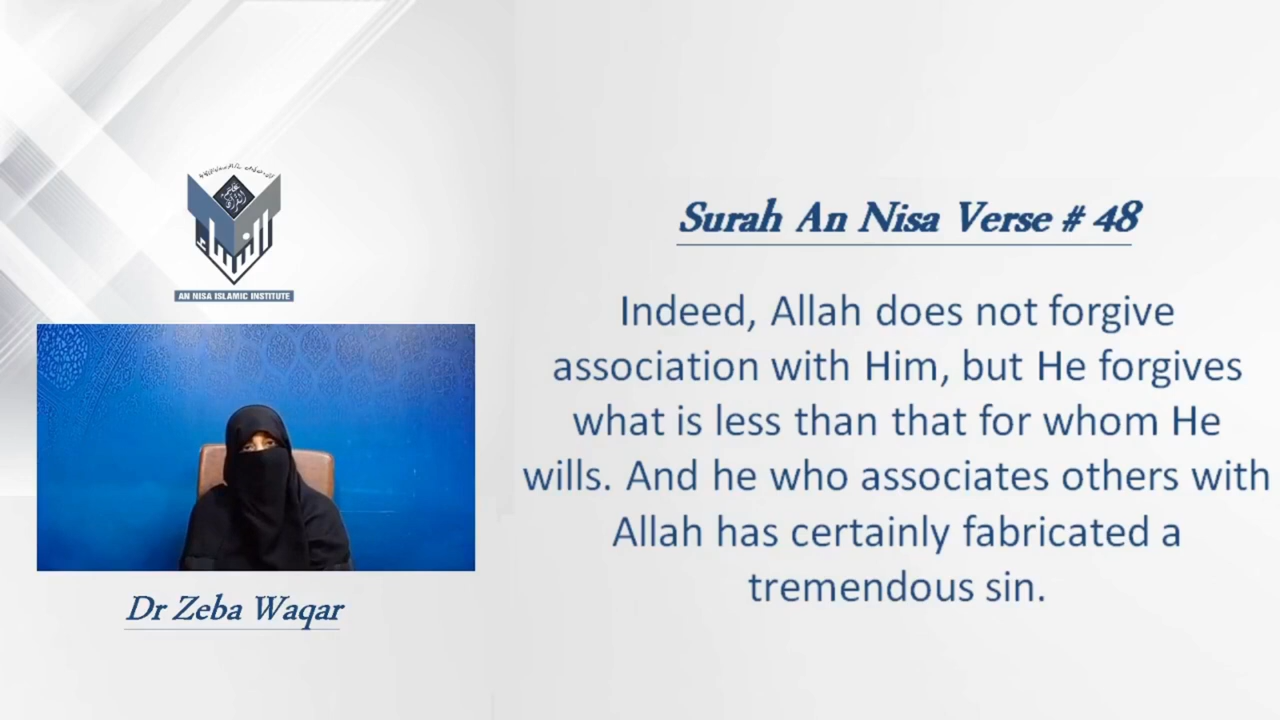 AN NISA ISLAMIC INSTITUTE
Dr Zeba Waqar
Surah An Nisa Verse # 48
Indeed, Allah does not forgive
association with Him, but He forgives
what is less than that for whom He
wills. And he who associates others with
Allah has certainly fabricated a
tremendous sin.